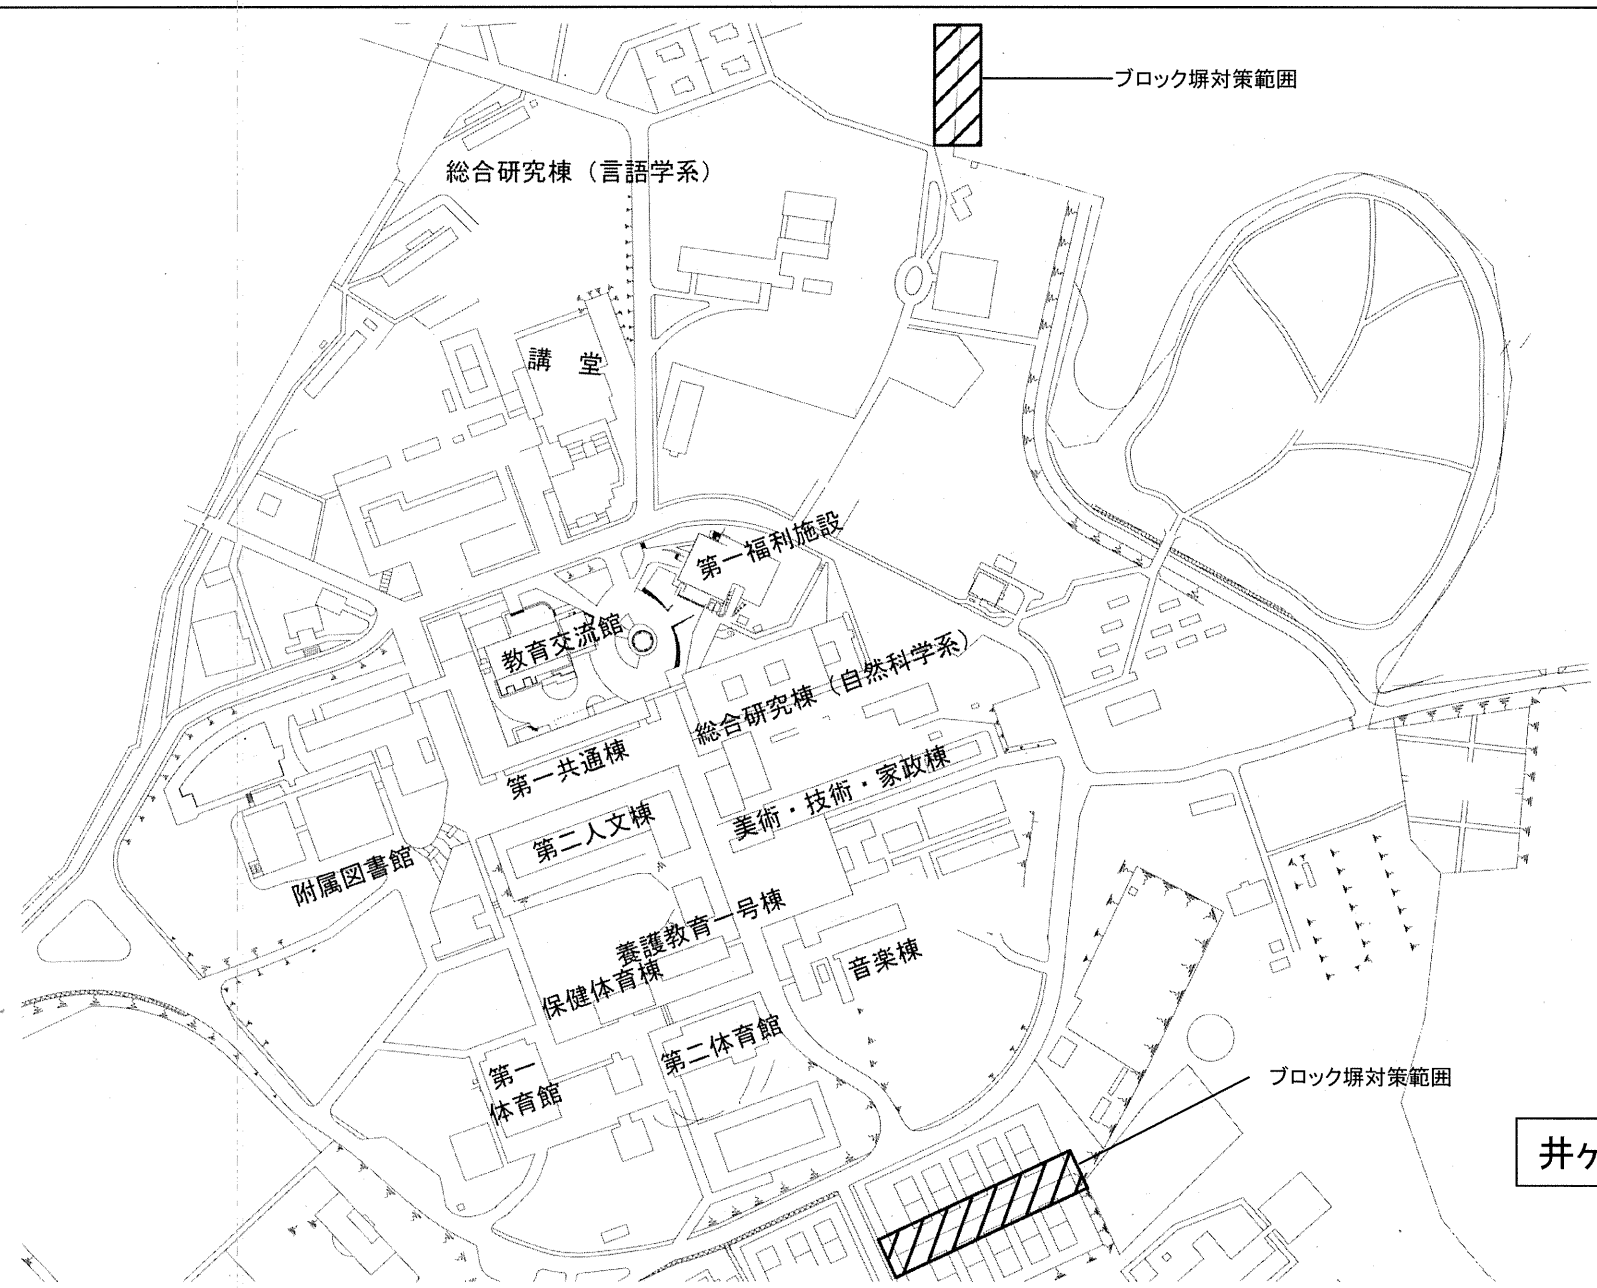 ブロック塀対策範囲
総合研究棟（言語学系）
講 堂
第一福利施設
教育交流館
総合研究棟（自然科学系）
第一共通棟
美術・技術・家政棟
第二人文棟
附属図書館
養護教育一号棟
音楽棟
保健体育棟
第二体育館
第一
体育館
ブロック塀対策範囲
井ヶ